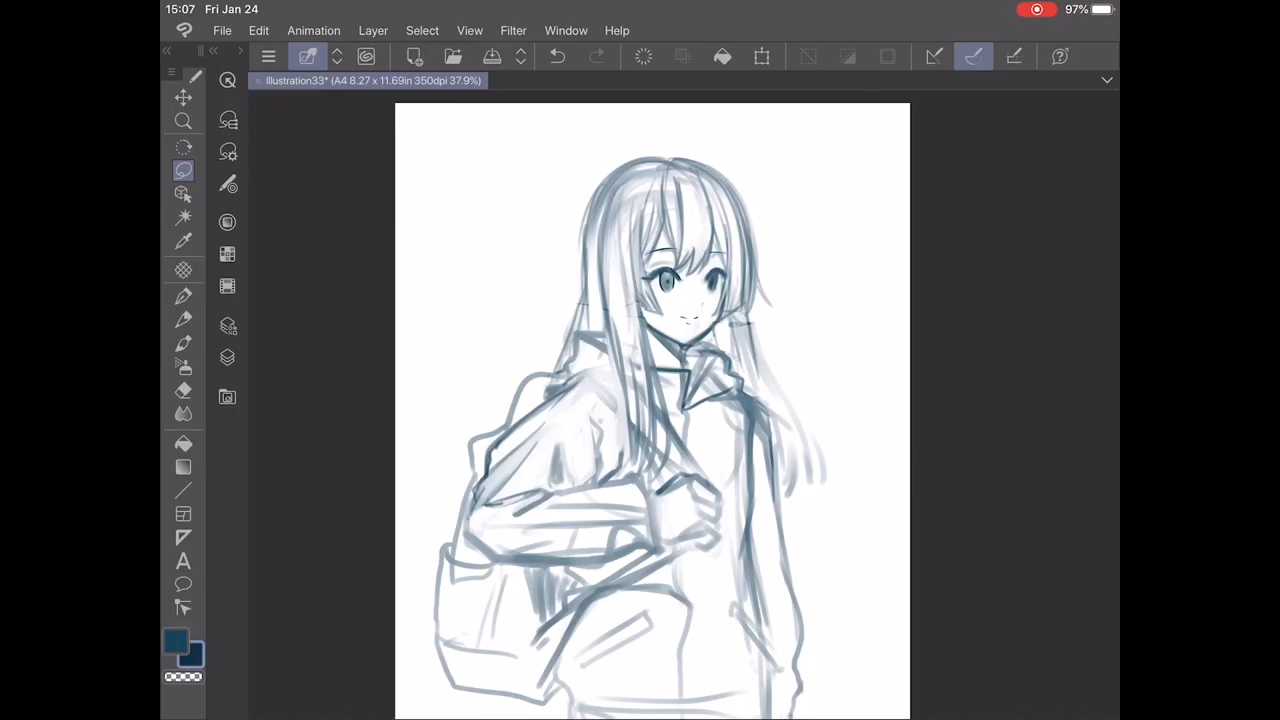 15:07 Fri Jan 24 97%
File Edit Animation Layer Select View Filter Window Help
Illustration33* (A4 8.27 x 11.69in 350dpi 37.9%)
A